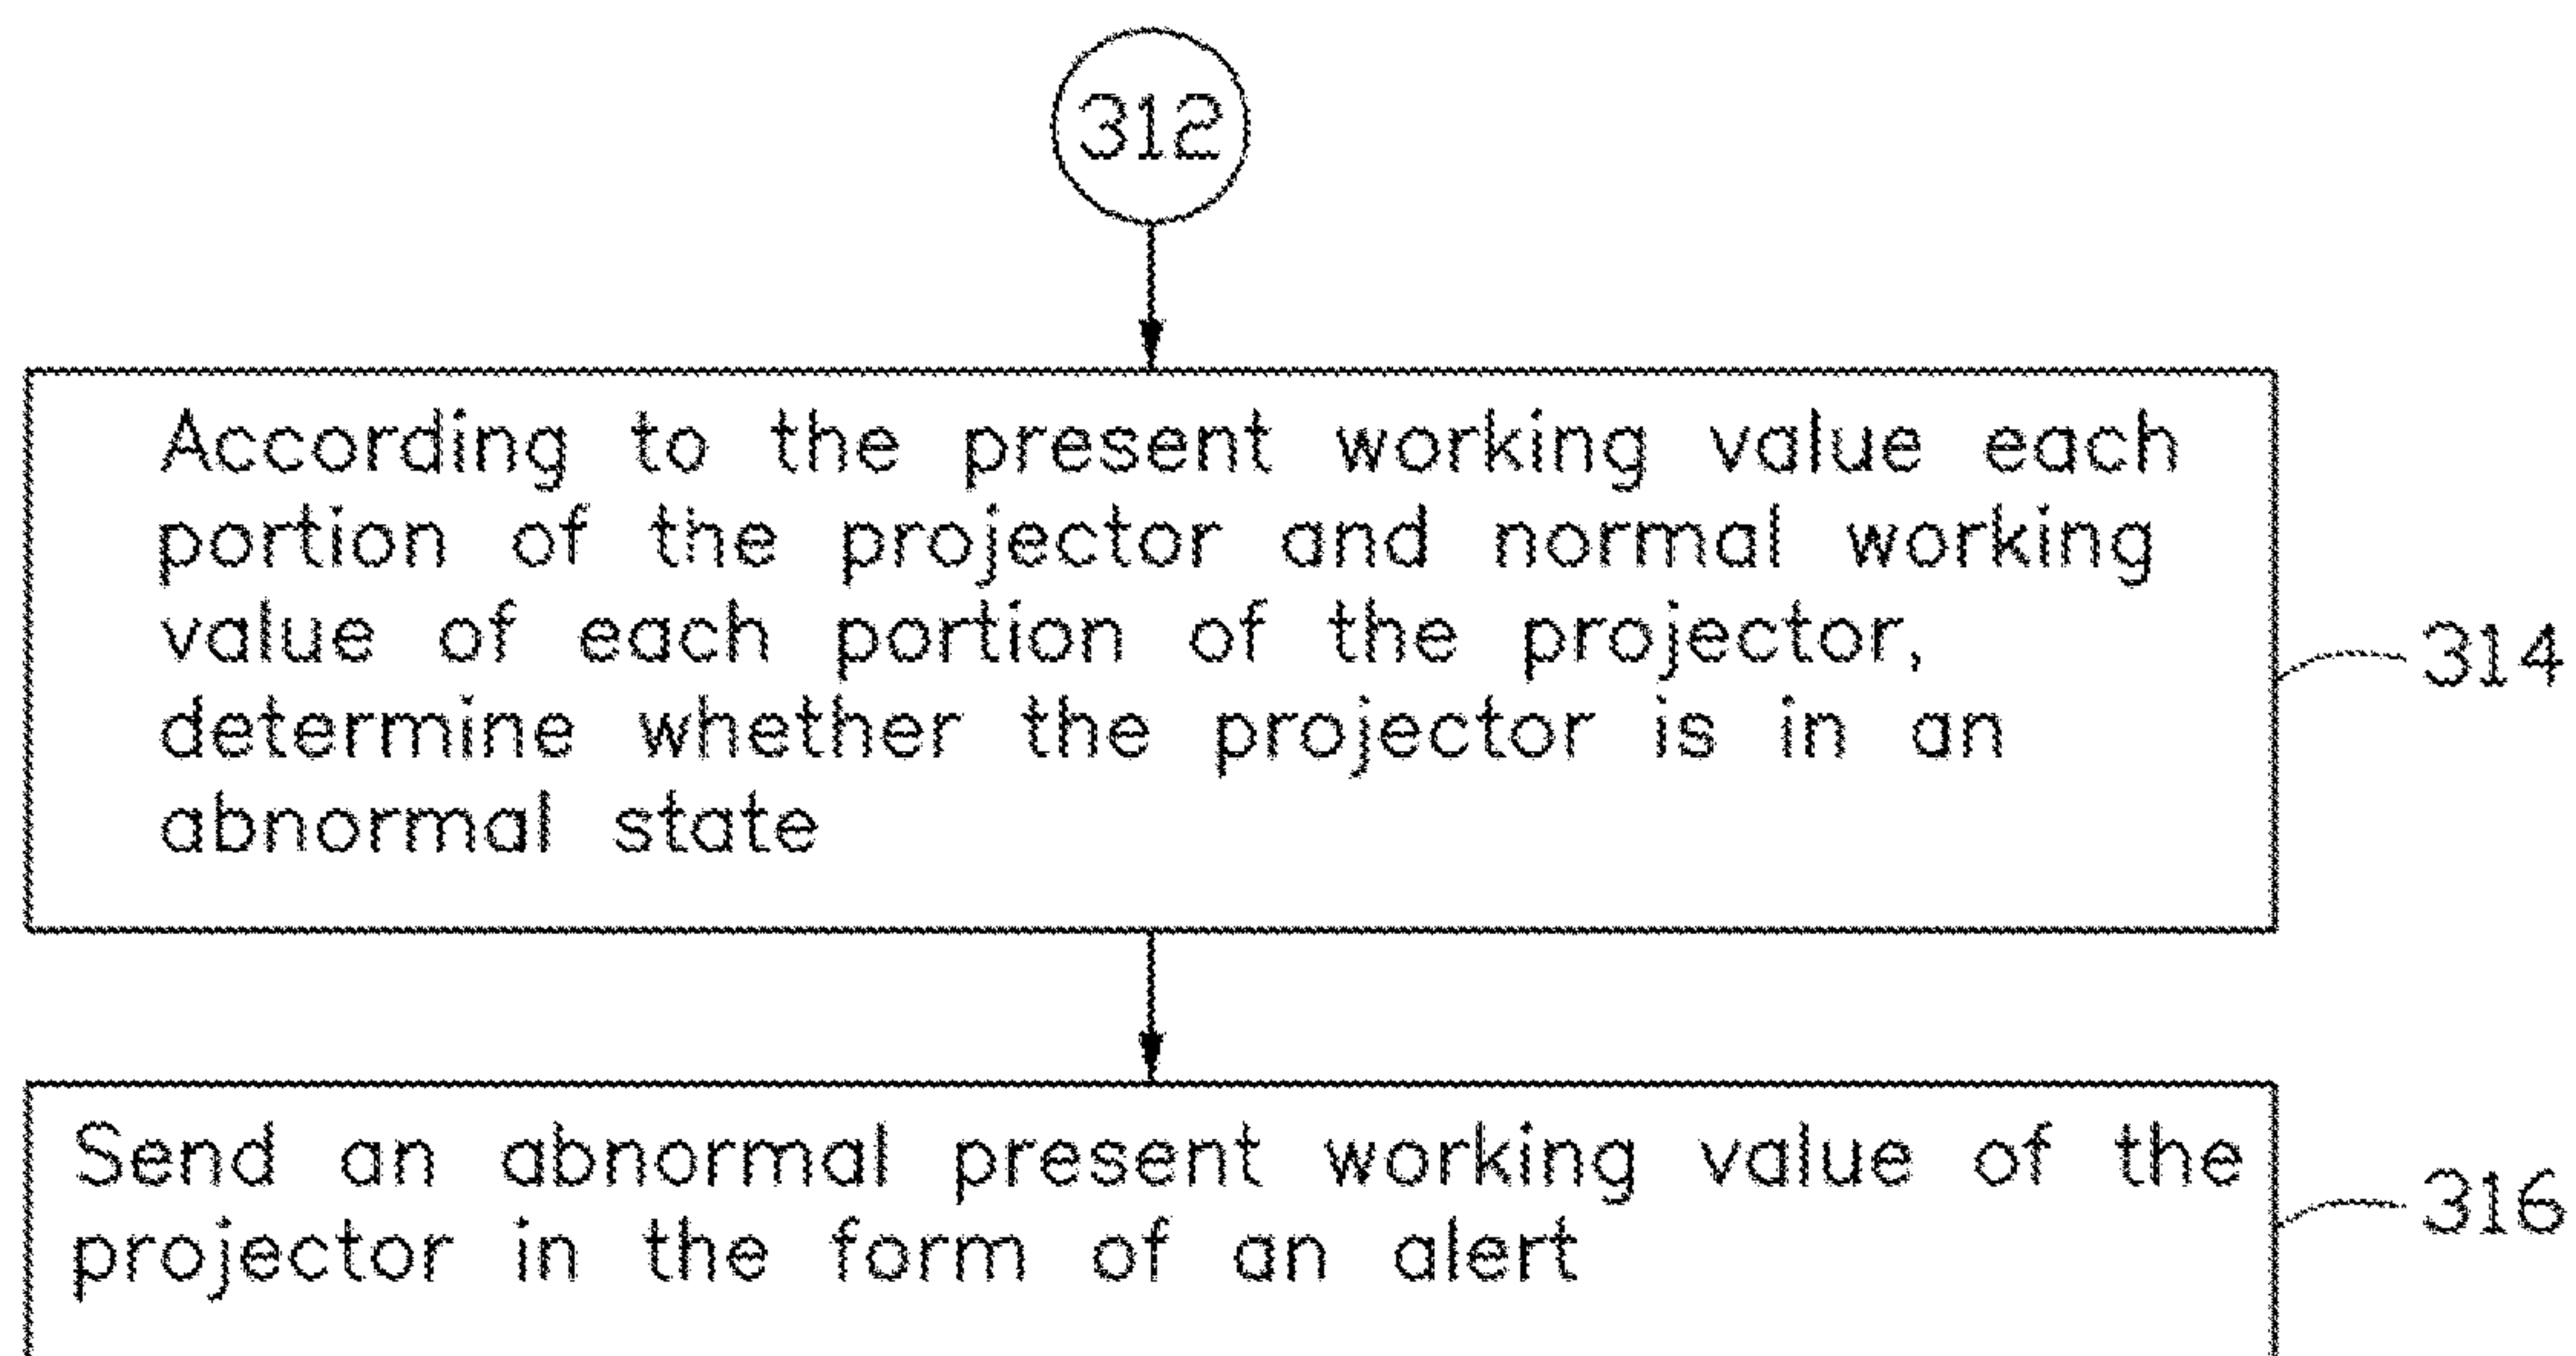 312
According to the present working value each
portion of the projector and normal working
value of each portion of the projector,
determine whether the projector is in an
abnormal state
314
Send an abnormal present working value of the
projector in the form of an alert
316